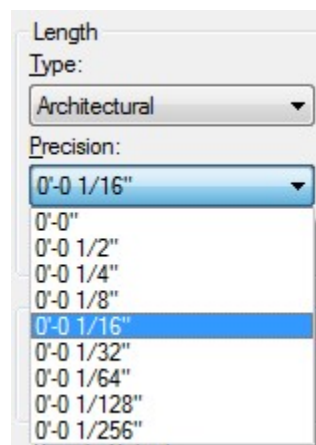 Length
Type:
Architectural
Precision:
0'-0 1/16"
0'-0"
0'-0 1/2"
0'-0 1/4"
0'-0 1/8"
0'-0 1/16"
0'-0 1/32"
0'-0 1/64"
0'-0 1/128"
0'-0 1/256"